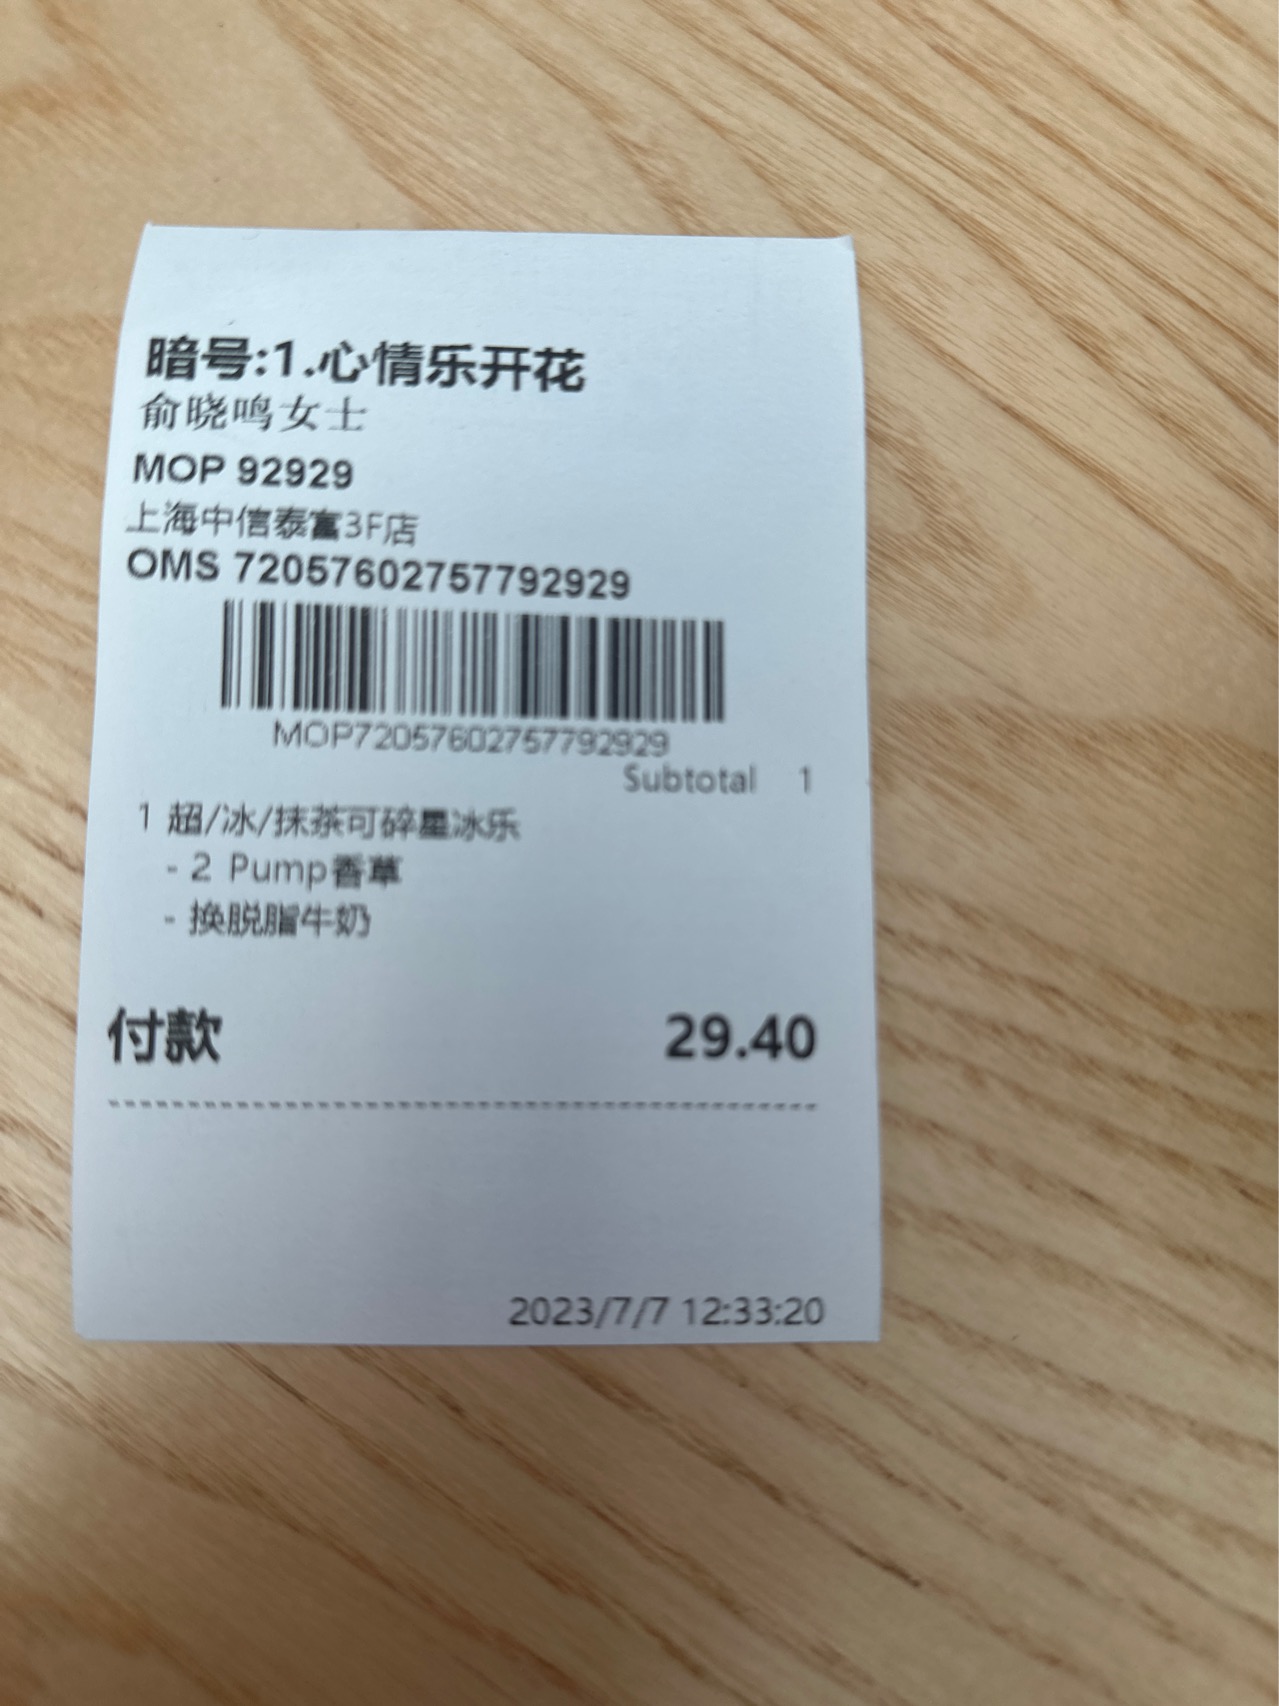 暗号:1.心情乐开花
俞晓鸣女士
MOP 92929
上海中信泰富3F店
OMS 72057602757792929
MOP72057602757792929
Subtotal 1
1 超/冰/抹茶可碎星冰乐
- 2 Pump香草
- 换脱脂牛奶
付款 29.40
2023/7/7 12:33:20